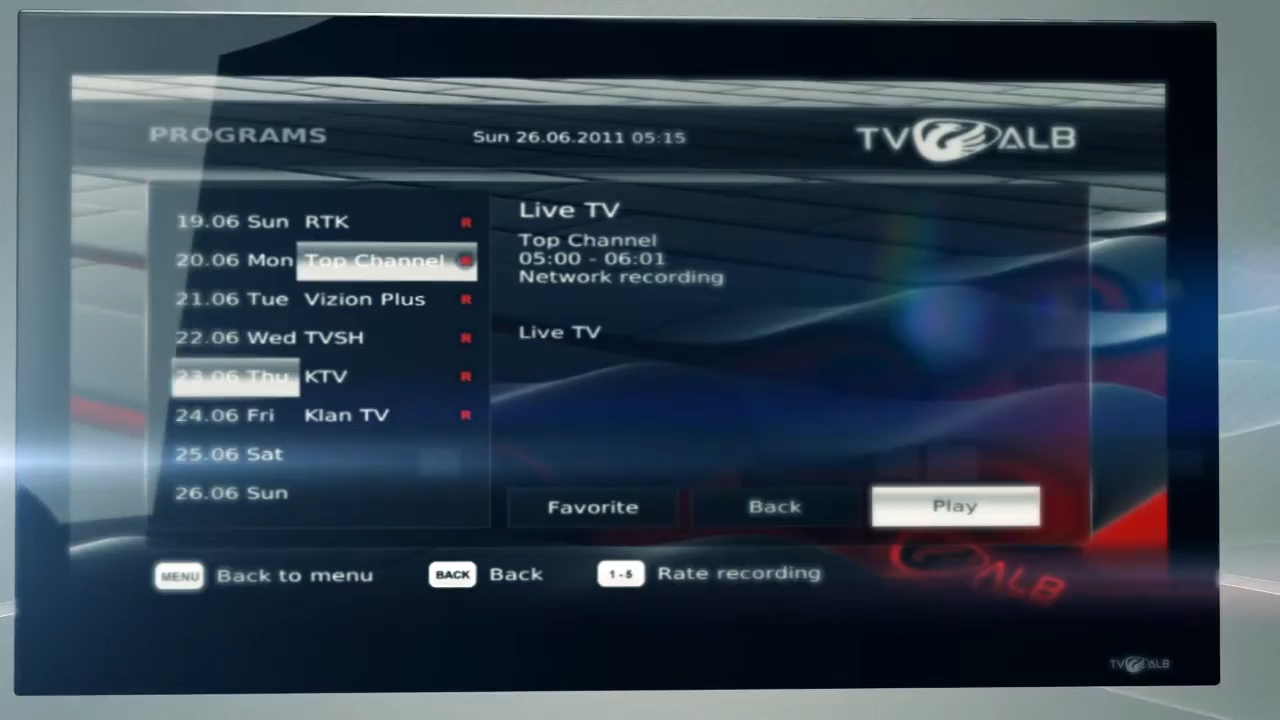 PROGRAMS Sun 26.06.2011 05:15 TV ALB
19.06 Sun RTK R
20.06 Mon Top Channel R
21.06 Tue Vizion Plus R
22.06 Wed TVSH R
23.06 Thu KTV R
24.06 Fri Klan TV R
25.06 Sat
26.06 Sun
Live TV
Top Channel
05:00 - 06:01
Network recording
Live TV
Favorite Back Play
MENU Back to menu BACK Back 1-5 Rate recording
ALB
TV ALB